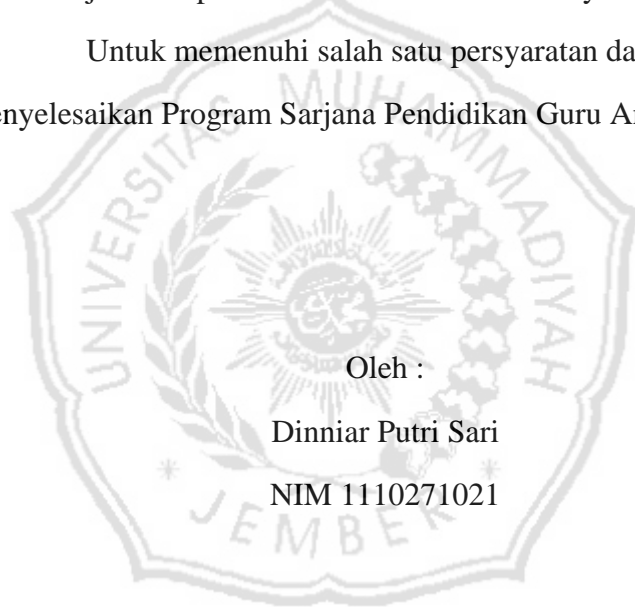 Untuk memenuhi salah satu persyaratan da
enyelesaikan Program Sarjana Pendidikan Guru A
UNIVERSITAS MUHAMMADIYAH
Oleh :
Dinniar Putri Sari
NIM 1110271021
* JEMBER *